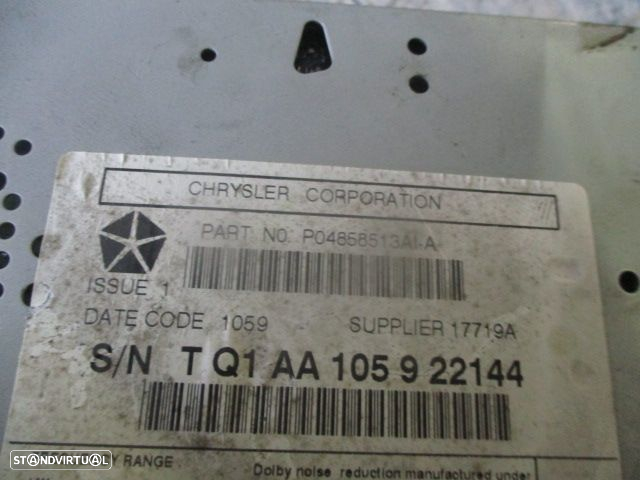 CHRYSLER CORPORATION
PART NO. P04858513AI-A
ISSUE 1
DATE CODE 1059 SUPPLIER 17719A
S/N T Q1 AA 105 9 22144
Y RANGE
Dolby noise reduction manufactured under
STANDVIRTUAL